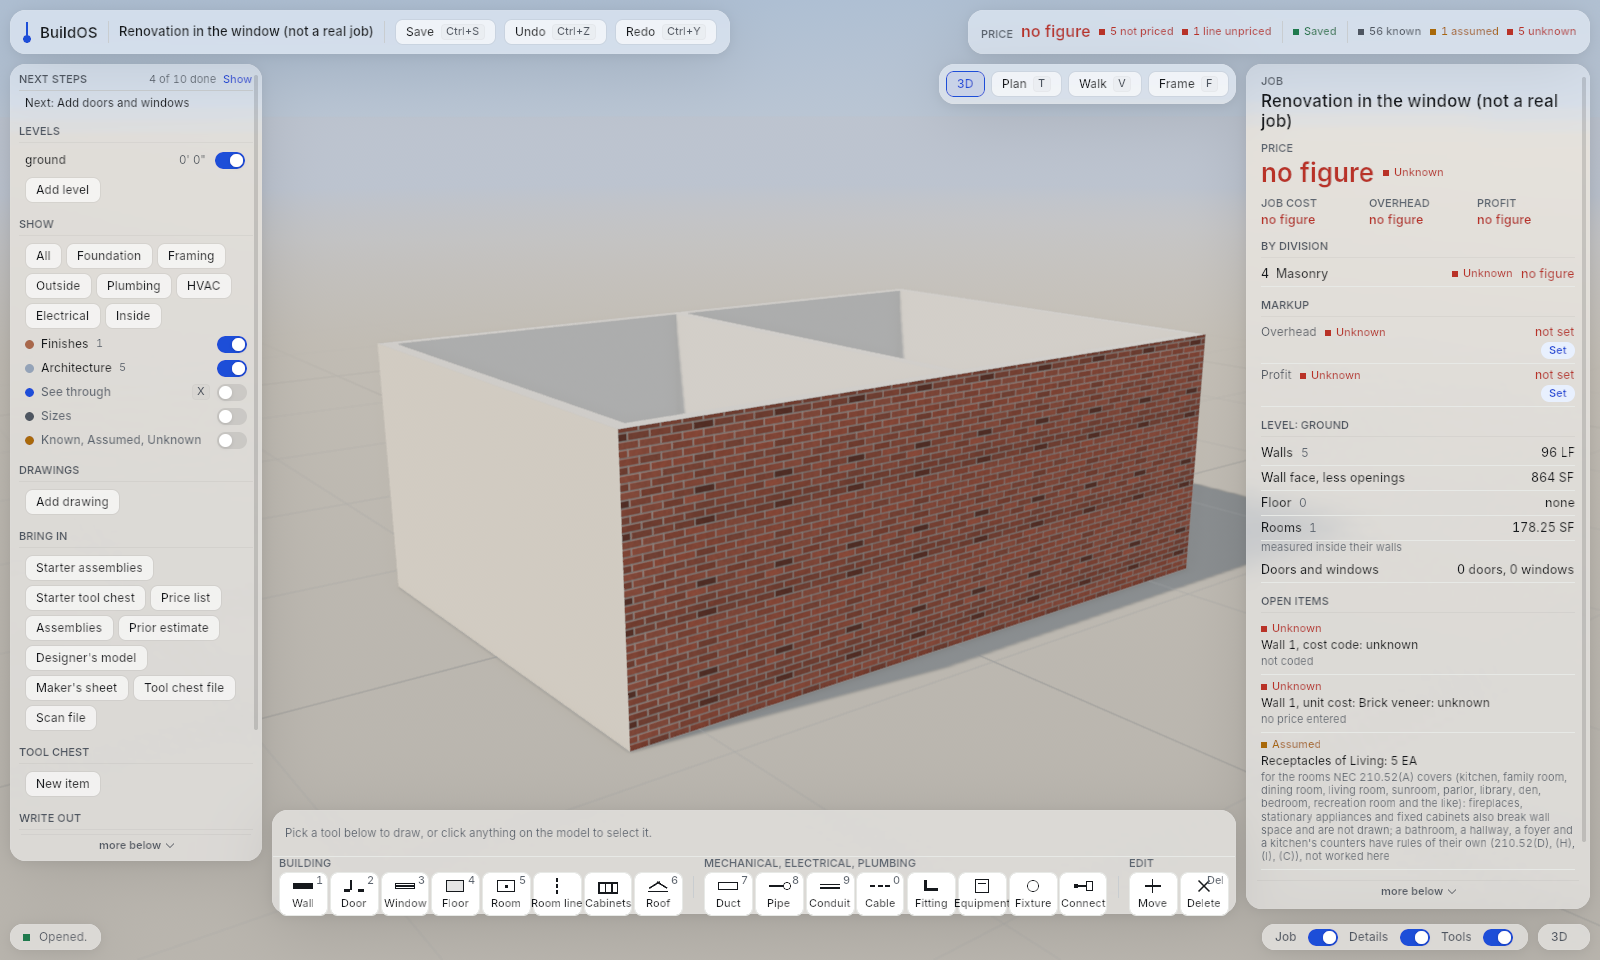 BuildOS
Renovation in the window (not a real job)
Save Ctrl+S
Undo Ctrl+Z
Redo Ctrl+Y
PRICE no figure 5 not priced 1 line unpriced
Saved
56 known 1 assumed 5 unknown
3D
Plan T
Walk V
Frame F
NEXT STEPS 4 of 10 done Show
Next: Add doors and windows
LEVELS
ground 0' 0"
Add level
SHOW
All Foundation Framing
Outside Plumbing HVAC
Electrical Inside
Finishes 1
Architecture 5
See through X
Sizes
Known, Assumed, Unknown
DRAWINGS
Add drawing
BRING IN
Starter assemblies
Starter tool chest Price list
Assemblies Prior estimate
Designer's model
Maker's sheet Tool chest file
Scan file
TOOL CHEST
New item
WRITE OUT
more below
Opened.
Pick a tool below to draw, or click anything on the model to select it.
BUILDING
1 2 3 4 5 6
Wall Door Window Floor Room Room line Cabinets Roof
MECHANICAL, ELECTRICAL, PLUMBING
7 8 9 0
Duct Pipe Conduit Cable Fitting Equipment Fixture Connect
EDIT
Del
Move Delete
JOB
Renovation in the window (not a real
job)
PRICE
no figure Unknown
JOB COST OVERHEAD PROFIT
no figure no figure no figure
BY DIVISION
4 Masonry Unknown no figure
MARKUP
Overhead Unknown not set
Set
Profit Unknown not set
Set
LEVEL: GROUND
Walls 5 96 LF
Wall face, less openings 864 SF
Floor 0 none
Rooms 1 178.25 SF
measured inside their walls
Doors and windows 0 doors, 0 windows
OPEN ITEMS
Unknown
Wall 1, cost code: unknown
not coded
Unknown
Wall 1, unit cost: Brick veneer: unknown
no price entered
Assumed
Receptacles of Living: 5 EA
for the rooms NEC 210.52(A) covers (kitchen, family room,
dining room, living room, sunroom, parlor, library, den,
bedroom, recreation room and the like): fireplaces,
stationary appliances and fixed cabinets also break wall
space and are not drawn; a bathroom, a hallway, a foyer and
a kitchen's counters have rules of their own (210.52(D), (H),
(I), (C)), not worked here
more below
Job Details Tools
3D